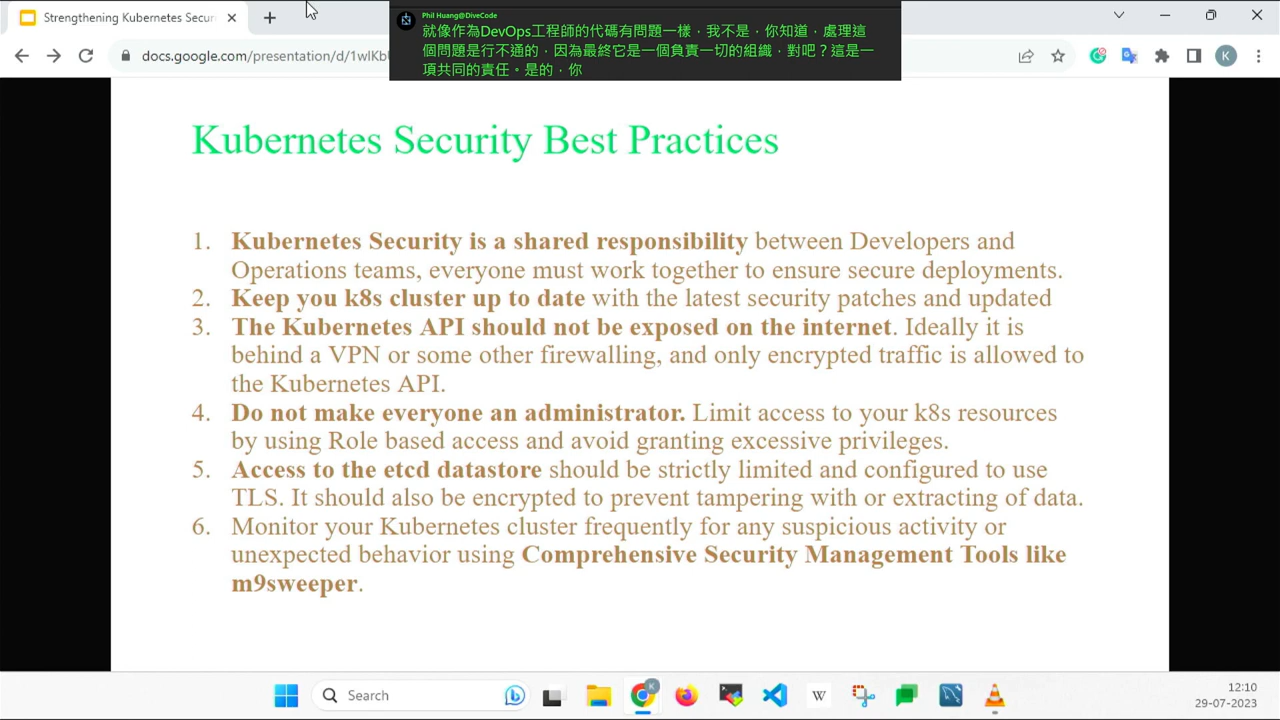 Strengthening Kubernetes Secur
docs.google.com/presentation/d/1wlKb
Phil Huang@DiveCode
就像作為DevOps工程師的代碼有問題一樣，我不是，你知道，處理這
個問題是行不通的，因為最終它是一個負責一切的組織，對吧？這是一
項共同的責任。是的，你
K
Kubernetes Security Best Practices
1. Kubernetes Security is a shared responsibility between Developers and
Operations teams, everyone must work together to ensure secure deployments.
2. Keep you k8s cluster up to date with the latest security patches and updated
3. The Kubernetes API should not be exposed on the internet. Ideally it is
behind a VPN or some other firewalling, and only encrypted traffic is allowed to
the Kubernetes API.
4. Do not make everyone an administrator. Limit access to your k8s resources
by using Role based access and avoid granting excessive privileges.
5. Access to the etcd datastore should be strictly limited and configured to use
TLS. It should also be encrypted to prevent tampering with or extracting of data.
6. Monitor your Kubernetes cluster frequently for any suspicious activity or
unexpected behavior using Comprehensive Security Management Tools like
m9sweeper.
Search
K
W
12:10
29-07-2023